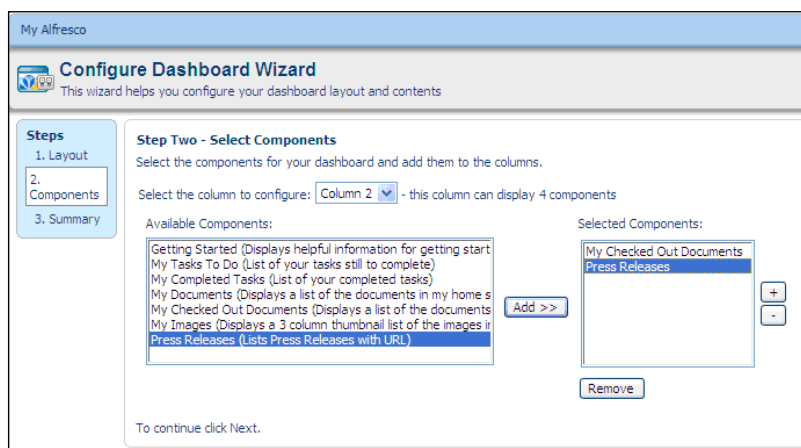 My Alfresco
Configure Dashboard Wizard
This wizard helps you configure your dashboard layout and contents
Steps
1. Layout
2.
Components
3. Summary
Step Two - Select Components
Select the components for your dashboard and add them to the columns.
Select the column to configure: Column 2 - this column can display 4 components
Available Components:
Getting Started (Displays helpful information for getting start
My Tasks To Do (List of your tasks still to complete)
My Completed Tasks (List of your completed tasks)
My Documents (Displays a list of the documents in my home s
My Checked Out Documents (Displays a list of the documents
My Images (Displays a 3 column thumbnail list of the images ir
Press Releases (Lists Press Releases with URL)
Add >>
Selected Components:
My Checked Out Documents
Press Releases
+
-
Remove
To continue click Next.